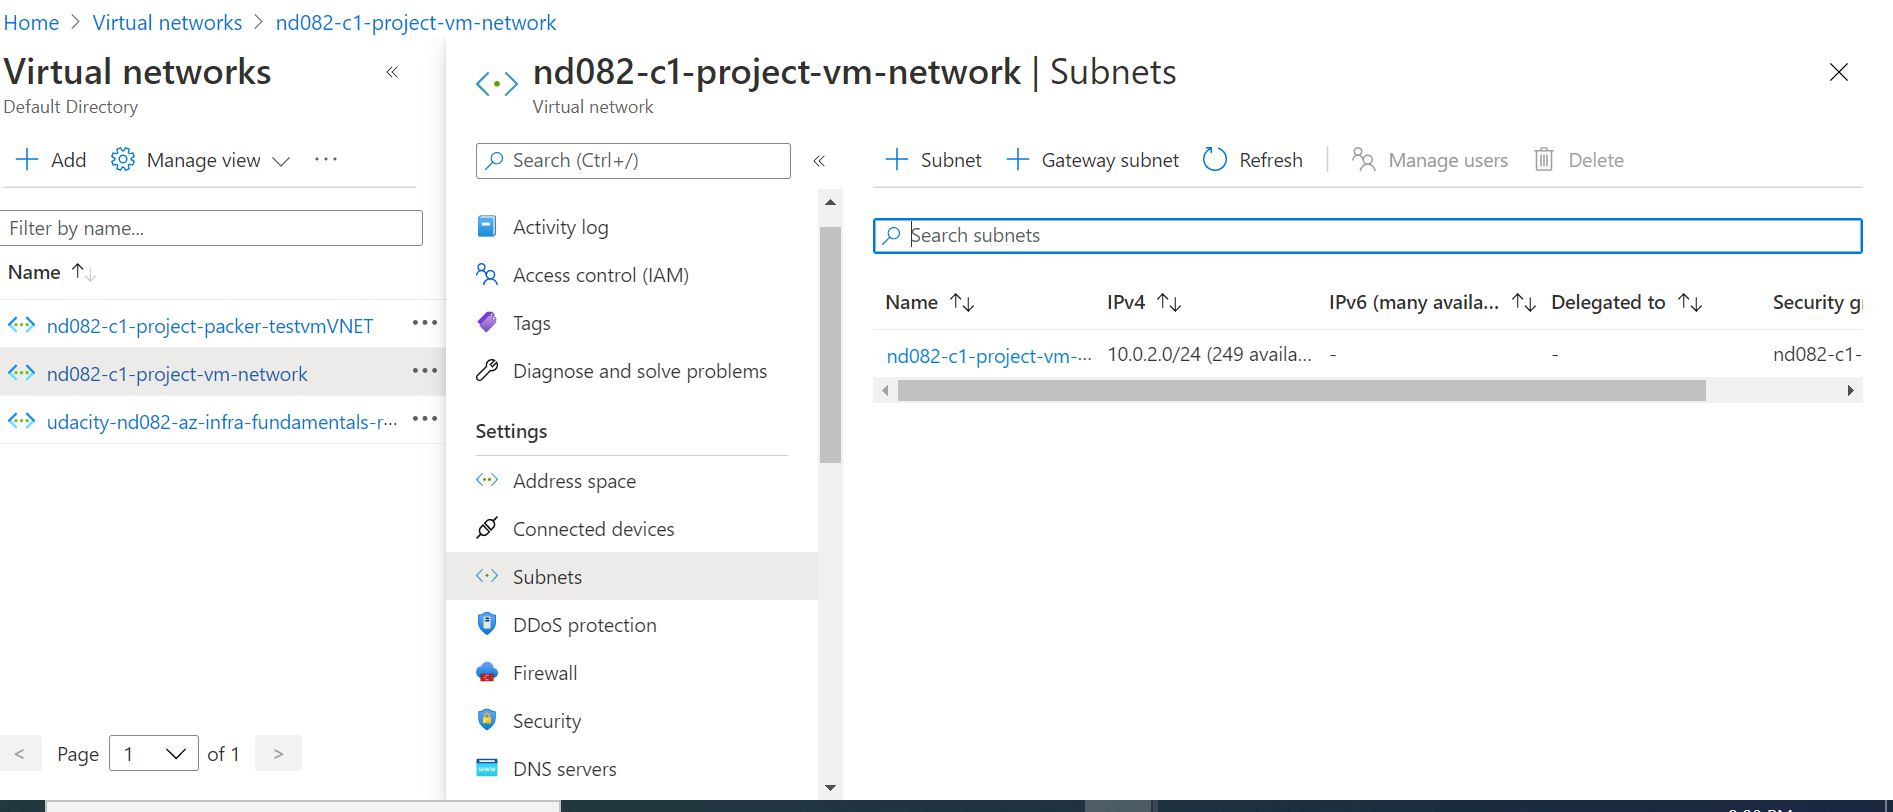 Home > Virtual networks > nd082-c1-project-vm-network
Virtual networks
Default Directory
Add Manage view ...
Filter by name...
Name
nd082-c1-project-packer-testvmVNET
nd082-c1-project-vm-network
udacity-nd082-az-infra-fundamentals-r...
< Page 1 of 1 >
nd082-c1-project-vm-network | Subnets
Virtual network
Search (Ctrl+/)
Activity log
Access control (IAM)
Tags
Diagnose and solve problems
Settings
Address space
Connected devices
Subnets
DDoS protection
Firewall
Security
DNS servers
Subnet Gateway subnet Refresh Manage users Delete
Search subnets
Name IPv4 IPv6 (many availa... Delegated to Security g
nd082-c1-project-vm-... 10.0.2.0/24 (249 availa... - - nd082-c1-